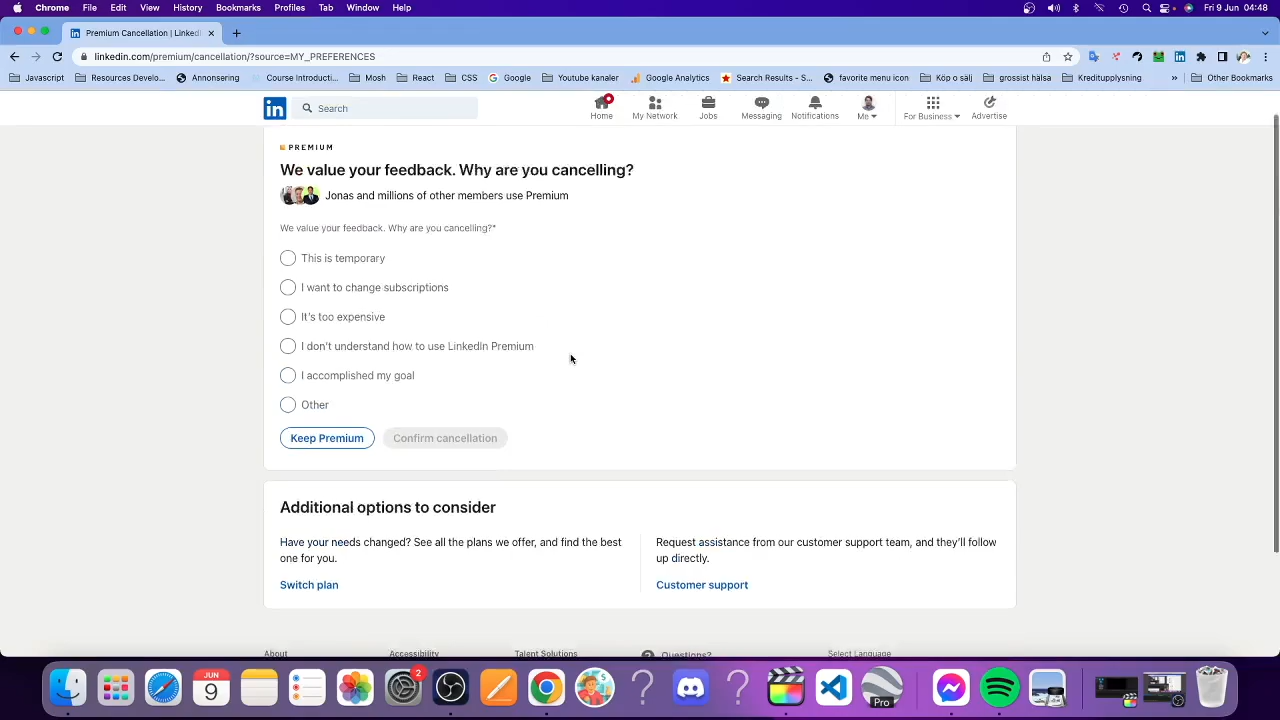 Chrome File Edit View History Bookmarks Profiles Tab Window Help Fri 9 Jun 04:48
Premium Cancellation | LinkedI
linkedin.com/premium/cancellation/?source=MY_PREFERENCES
Javascript Resources Develo... Annonsering Course Introducti... Mosh React CSS Google Youtube kanaler Google Analytics Search Results - S... favorite menu icon Köp o sälj grossist hälsa Kreditupplysning » Other Bookmarks
in Search Home My Network Jobs Messaging Notifications Me For Business Advertise
PREMIUM
We value your feedback. Why are you cancelling?
Jonas and millions of other members use Premium
We value your feedback. Why are you cancelling?*
This is temporary
I want to change subscriptions
It's too expensive
I don't understand how to use LinkedIn Premium
I accomplished my goal
Other
Keep Premium Confirm cancellation
Additional options to consider
Have your needs changed? See all the plans we offer, and find the best
one for you.
Switch plan
Request assistance from our customer support team, and they'll follow
up directly.
Customer support
About Accessibility Talent Solutions Questions? Select Language
JUN
9
2
Pro